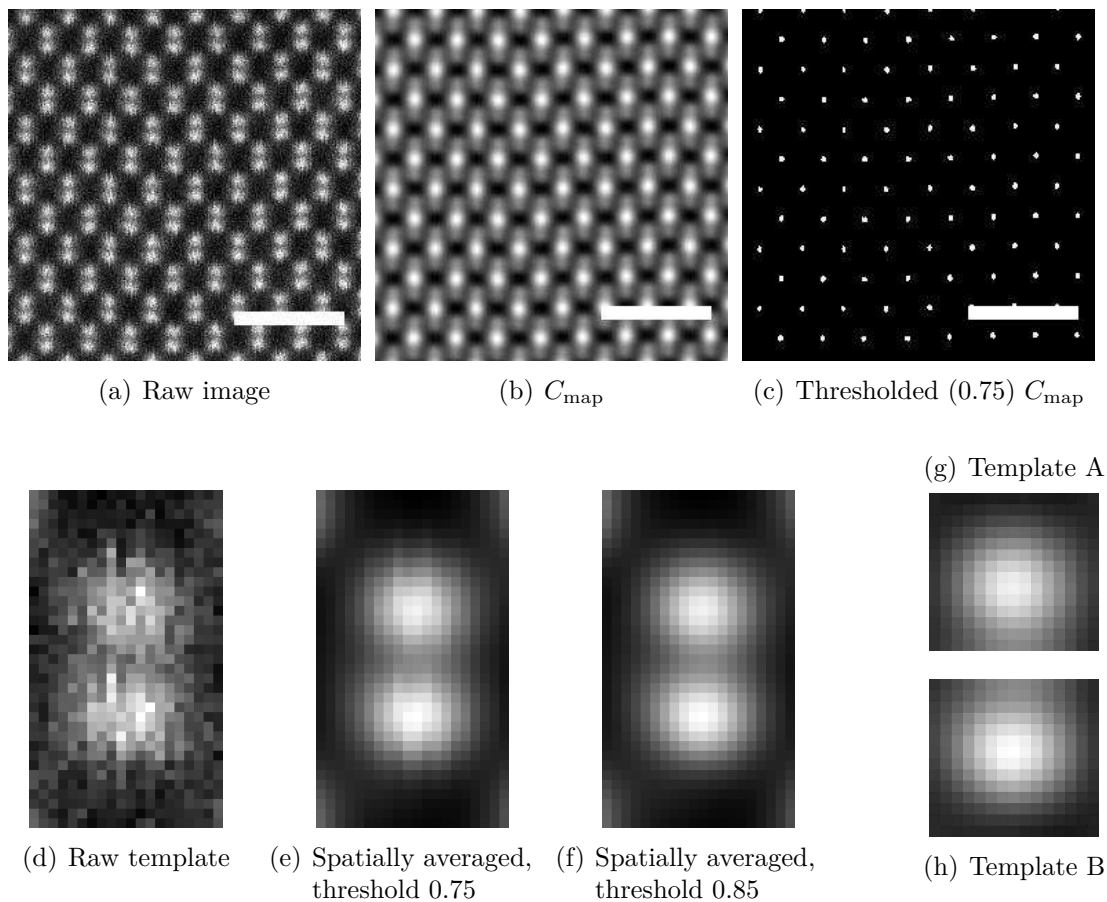 (a) Raw image
(b) C_map
(c) Thresholded (0.75) C_map
(g) Template A
(d) Raw template
(e) Spatially averaged,
threshold 0.75
(f) Spatially averaged,
threshold 0.85
(h) Template B